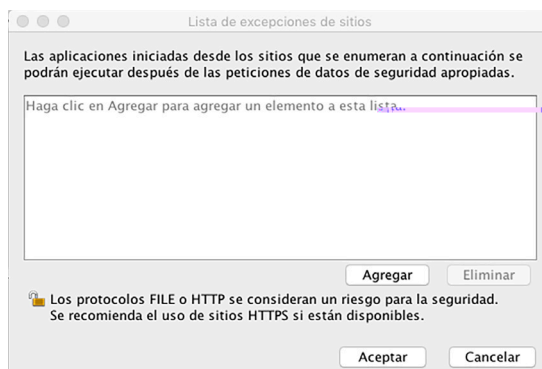 Lista de excepciones de sitios
Las aplicaciones iniciadas desde los sitios que se enumeran a continuación se
podrán ejecutar después de las peticiones de datos de seguridad apropiadas.
Haga clic en Agregar para agregar un elemento a esta lista..
Agregar Eliminar
Los protocolos FILE o HTTP se consideran un riesgo para la seguridad.
Se recomienda el uso de sitios HTTPS si están disponibles.
Aceptar Cancelar